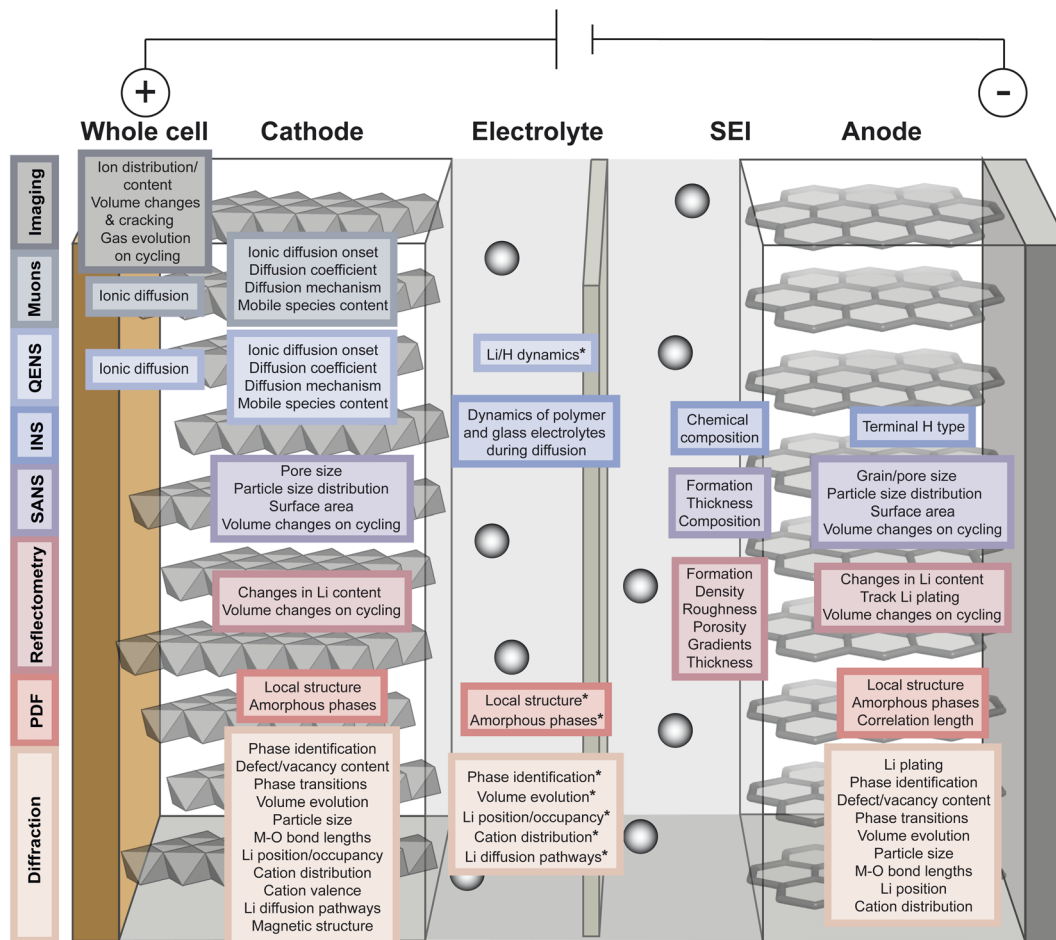 +
-
Whole cell
Cathode
Electrolyte
SEI
Anode
Imaging
Ion distribution/
content
Volume changes
& cracking
Gas evolution
on cycling
Muons
Ionic diffusion
Ionic diffusion onset
Diffusion coefficient
Diffusion mechanism
Mobile species content
QENS
Ionic diffusion
Ionic diffusion onset
Diffusion coefficient
Diffusion mechanism
Mobile species content
Li/H dynamics*
INS
Dynamics of polymer
and glass electrolytes
during diffusion
Chemical
composition
Terminal H type
SANS
Pore size
Particle size distribution
Surface area
Volume changes on cycling
Formation
Thickness
Composition
Grain/pore size
Particle size distribution
Surface area
Volume changes on cycling
Reflectometry
Changes in Li content
Volume changes on cycling
Formation
Density
Roughness
Porosity
Gradients
Thickness
Changes in Li content
Track Li plating
Volume changes on cycling
PDF
Local structure
Amorphous phases
Local structure*
Amorphous phases*
Local structure
Amorphous phases
Correlation length
Diffraction
Phase identification
Defect/vacancy content
Phase transitions
Volume evolution
Particle size
M-O bond lengths
Li position/occupancy
Cation distribution
Cation valence
Li diffusion pathways
Magnetic structure
Phase identification*
Volume evolution*
Li position/occupancy*
Cation distribution*
Li diffusion pathways*
Li plating
Phase identification
Defect/vacancy content
Phase transitions
Volume evolution
Particle size
M-O bond lengths
Li position
Cation distribution